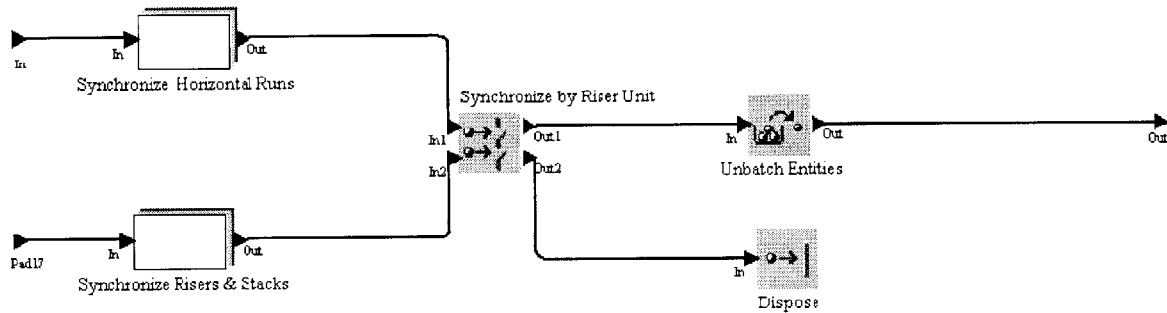 In
In
Out
Synchronize Horizontal Runs
Synchronize by Riser Unit
In1
Out1
In2
Out2
In
Out
Out
Unbatch Entities
Pad17
In
Out
Synchronize Risers & Stacks
In
Dispose